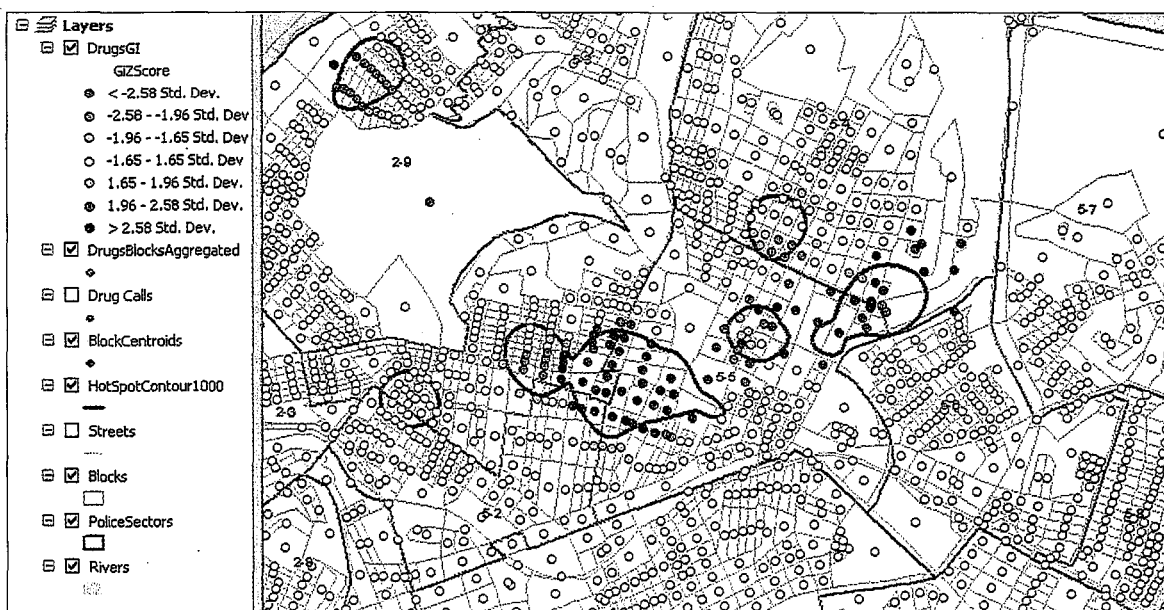 Layers
DrugsGI
GIZScore
< -2.58 Std. Dev.
-2.58 - -1.96 Std. Dev
-1.96 - -1.65 Std. Dev
-1.65 - 1.65 Std. Dev
1.65 - 1.96 Std. Dev.
1.96 - 2.58 Std. Dev.
> 2.58 Std. Dev.
DrugsBlocksAggregated
Drug Calls
BlockCentroids
HotSpotContour1000
Streets
Blocks
PoliceSectors
Rivers
2-9
5-7
5-5
2-3
5-2